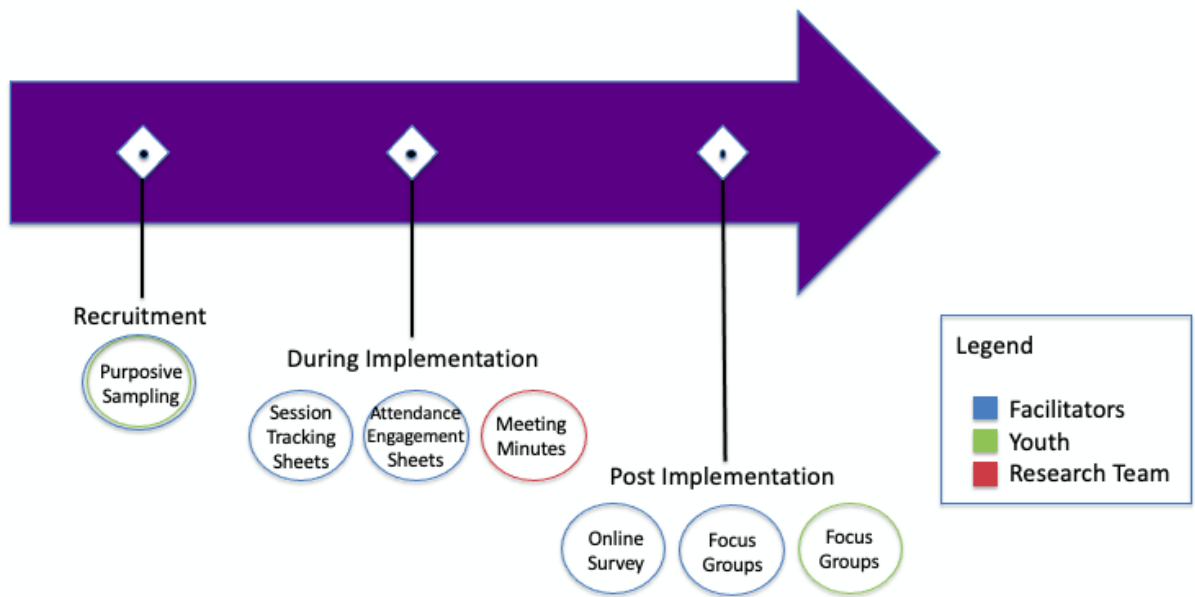 Recruitment
Purposive
Sampling
During Implementation
Session
Tracking
Sheets
Attendance
Engagement
Sheets
Meeting
Minutes
Post Implementation
Online
Survey
Focus
Groups
Focus
Groups
Legend
Facilitators
Youth
Research Team